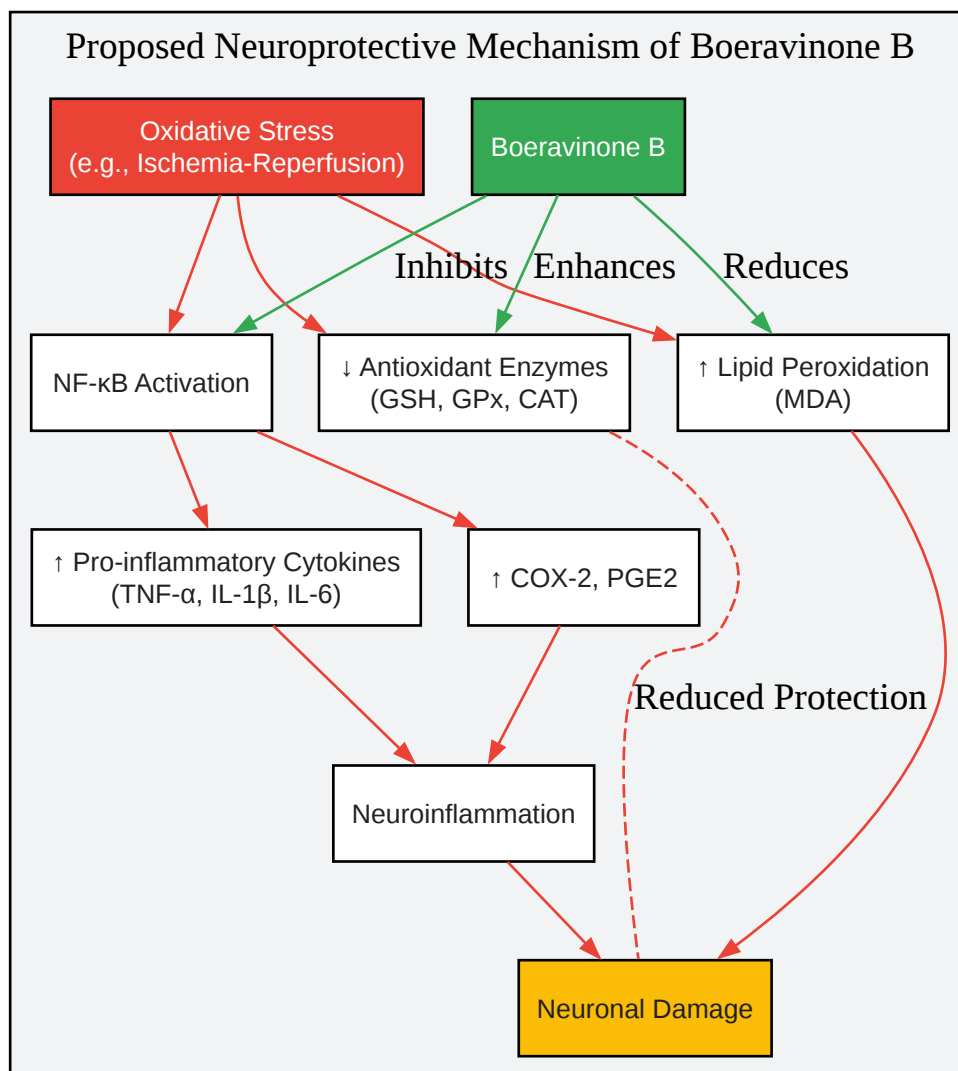 Proposed Neuroprotective Mechanism of Boeravinone B
Oxidative Stress
(e.g., Ischemia-Reperfusion)
Boeravinone B
Inhibits
Enhances
Reduces
NF-κB Activation
↓ Antioxidant Enzymes
(GSH, GPx, CAT)
↑ Lipid Peroxidation
(MDA)
↑ Pro-inflammatory Cytokines
(TNF-α, IL-1β, IL-6)
↑ COX-2, PGE2
Reduced Protection
Neuroinflammation
Neuronal Damage